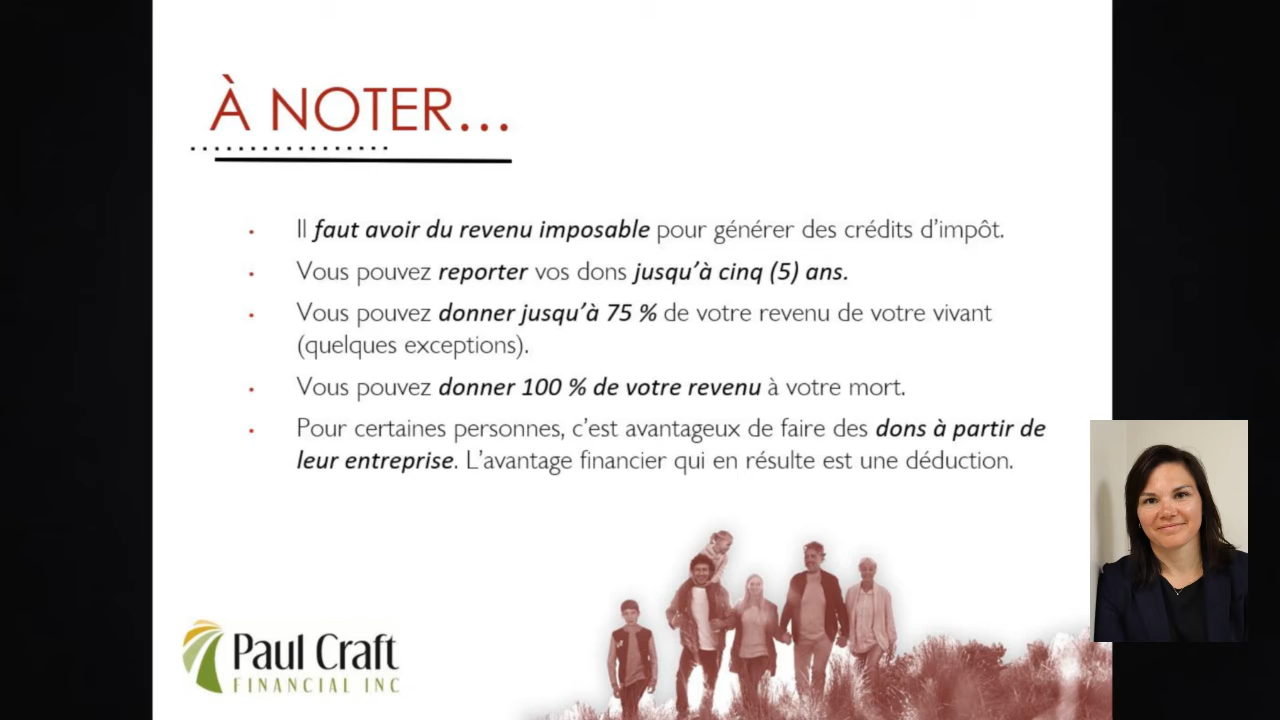 À NOTER...
• Il faut avoir du revenu imposable pour générer des crédits d’impôt.
• Vous pouvez reporter vos dons jusqu’à cinq (5) ans.
• Vous pouvez donner jusqu’à 75 % de votre revenu de votre vivant
(quelques exceptions).
• Vous pouvez donner 100 % de votre revenu à votre mort.
• Pour certaines personnes, c’est avantageux de faire des dons à partir de
leur entreprise. L’avantage financier qui en résulte est une déduction.
Paul Craft
FINANCIAL INC